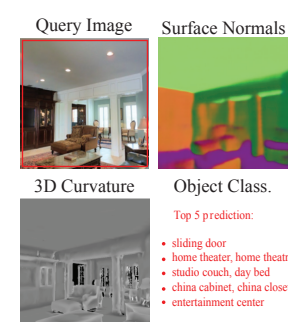 Query Image
Surface Normals
3D Curvature
Object Class.
Top 5 prediction:
• sliding door
• home theater, home theatr
• studio couch, day bed
• china cabinet, china close
• entertainment center